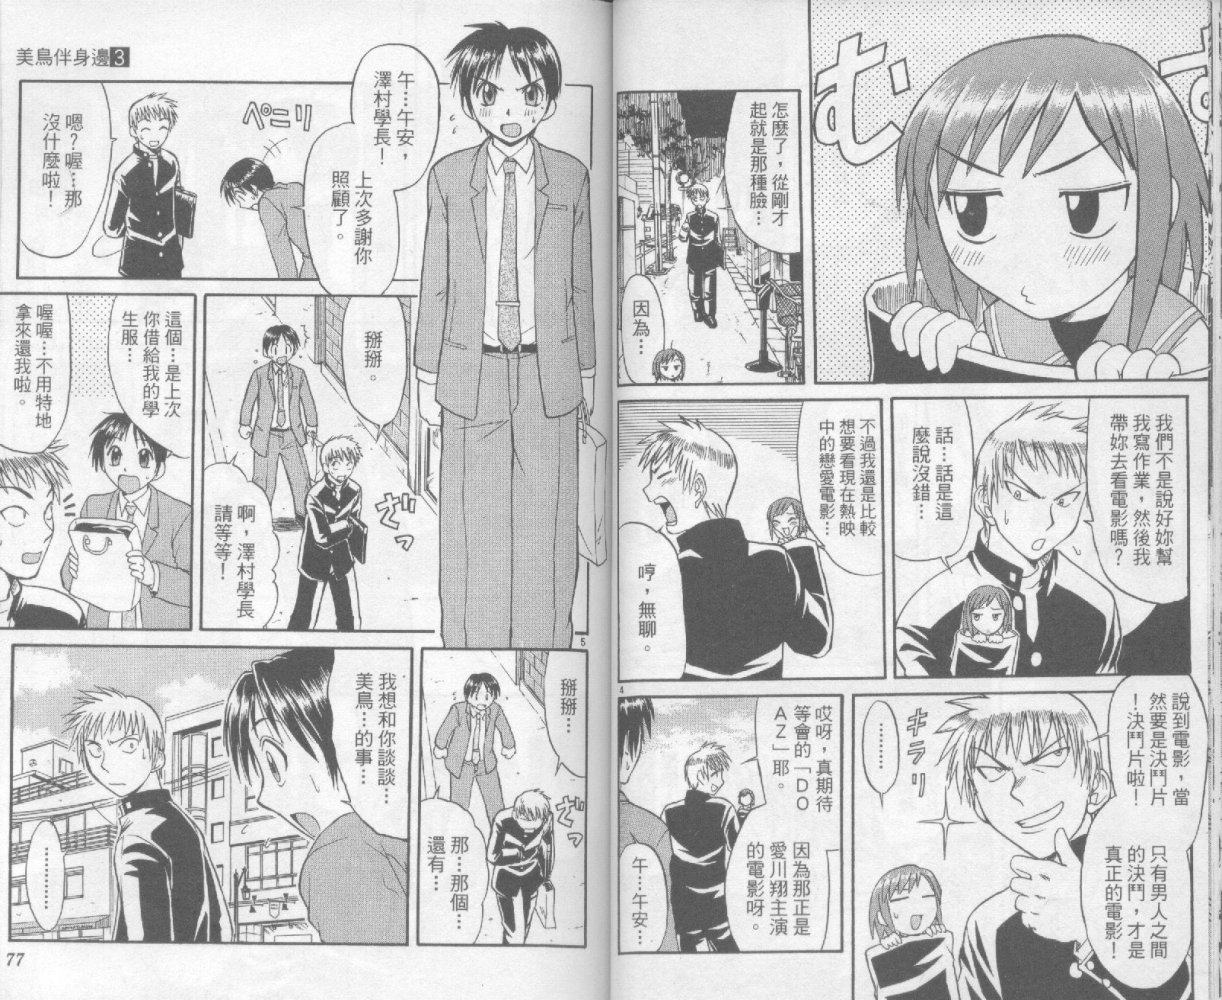 む
む
怎麼了，從剛才
起就是那種臉…
因為…
我們不是說好妳幫
我寫作業，然後我
帶妳去看電影嗎？
話…話是這
麼說沒錯…
不過我還是比較
想要看現在熱映
中的戀愛電影…
哼，無聊。
說到電影，當
然要是決鬥片
！決鬥片啦！
只有男人之間
的決鬥，才是
真正的電影！
キラリ
………
哎呀，真期待
等會的「DO
AZ」耶。
因為那正是
愛川翔主演
的電影呀。
午…午安…
4
美鳥伴身邊3
午…午安，
澤村學長！
上次多謝你
照顧了。
ペコリ
嗯？喔…那
沒什麼啦！
掰掰。
ざっ
啊，澤村學長
請等等！
這個…是上次
你借給我的學
生服…
喔喔…不用特地
拿來還我啦。
5
掰掰…
ざっ
那…那個…
還有…
我想和你談談…
美鳥…的事…
…………
77